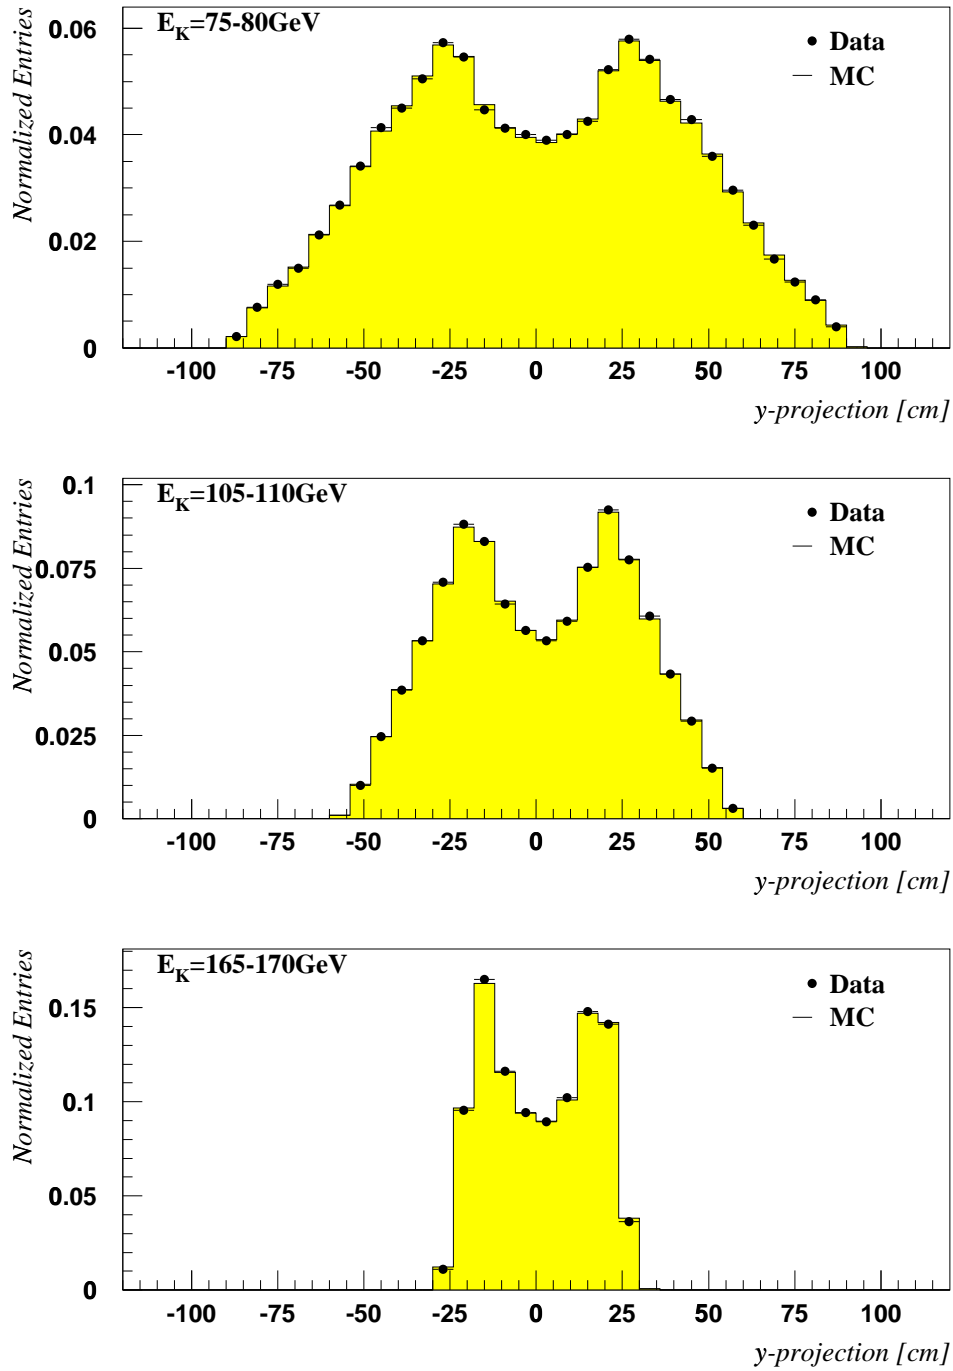 E_K=75-80GeV
Normalized Entries
Data
MC
0.06
0.04
0.02
0
-100 -75 -50 -25 0 25 50 75 100
y-projection [cm]
E_K=105-110GeV
Normalized Entries
Data
MC
0.1
0.075
0.05
0.025
0
-100 -75 -50 -25 0 25 50 75 100
y-projection [cm]
E_K=165-170GeV
Normalized Entries
Data
MC
0.15
0.1
0.05
0
-100 -75 -50 -25 0 25 50 75 100
y-projection [cm]